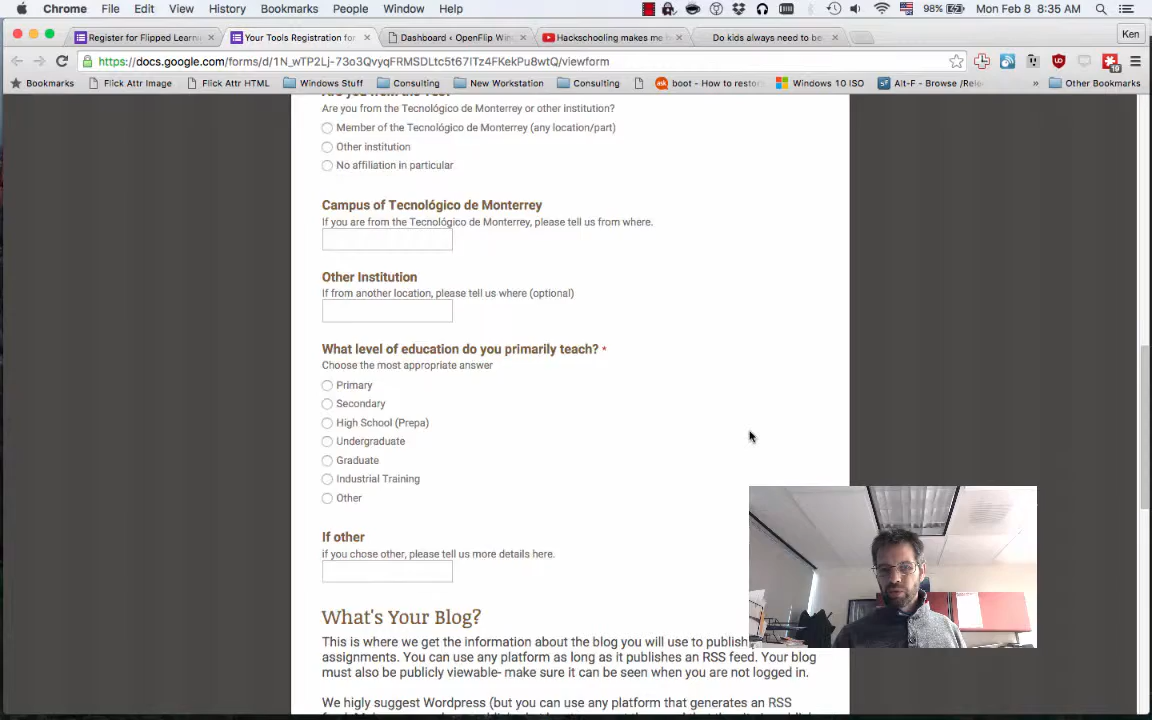 Chrome File Edit View History Bookmarks People Window Help 98% Mon Feb 8 8:35 AM
Register for Flipped Learni Your Tools Registration for Dashboard ‹ OpenFlip Win Hackschooling makes me h Do kids always need to be Ken
https://docs.google.com/forms/d/1N_wTP2Lj-73o3QvyqFRMSDLtc5t67lTz4FKekPu8wtQ/viewform 19
Bookmarks Flick Attr Image Flick Attr HTML Windows Stuff Consulting New Workstation Consulting ask boot - How to restor Windows 10 ISO SF Alt-F - Browse /Rele » Other Bookmarks
Are you from the Tecnológico de Monterrey or other institution?
Member of the Tecnológico de Monterrey (any location/part)
Other institution
No affiliation in particular
Campus of Tecnológico de Monterrey
If you are from the Tecnológico de Monterrey, please tell us from where.
Other Institution
If from another location, please tell us where (optional)
What level of education do you primarily teach? *
Choose the most appropriate answer
Primary
Secondary
High School (Prepa)
Undergraduate
Graduate
Industrial Training
Other
If other
if you chose other, please tell us more details here.
What's Your Blog?
This is where we get the information about the blog you will use to publish
assignments. You can use any platform as long as it publishes an RSS feed. Your blog
must also be publicly viewable- make sure it can be seen when you are not logged in.
We higly suggest Wordpress (but you can use any platform that generates an RSS